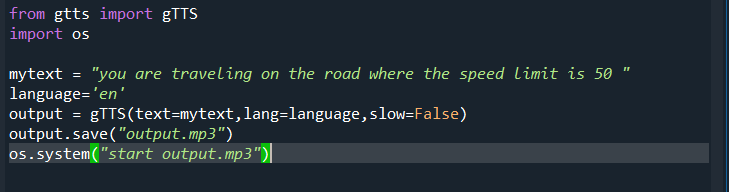 from gtts import gTTS
import os
mytext = "you are traveling on the road where the speed limit is 50 "
language='en'
output = gTTS(text=mytext,lang=language,slow=False)
output.save("output.mp3")
os.system("start output.mp3")